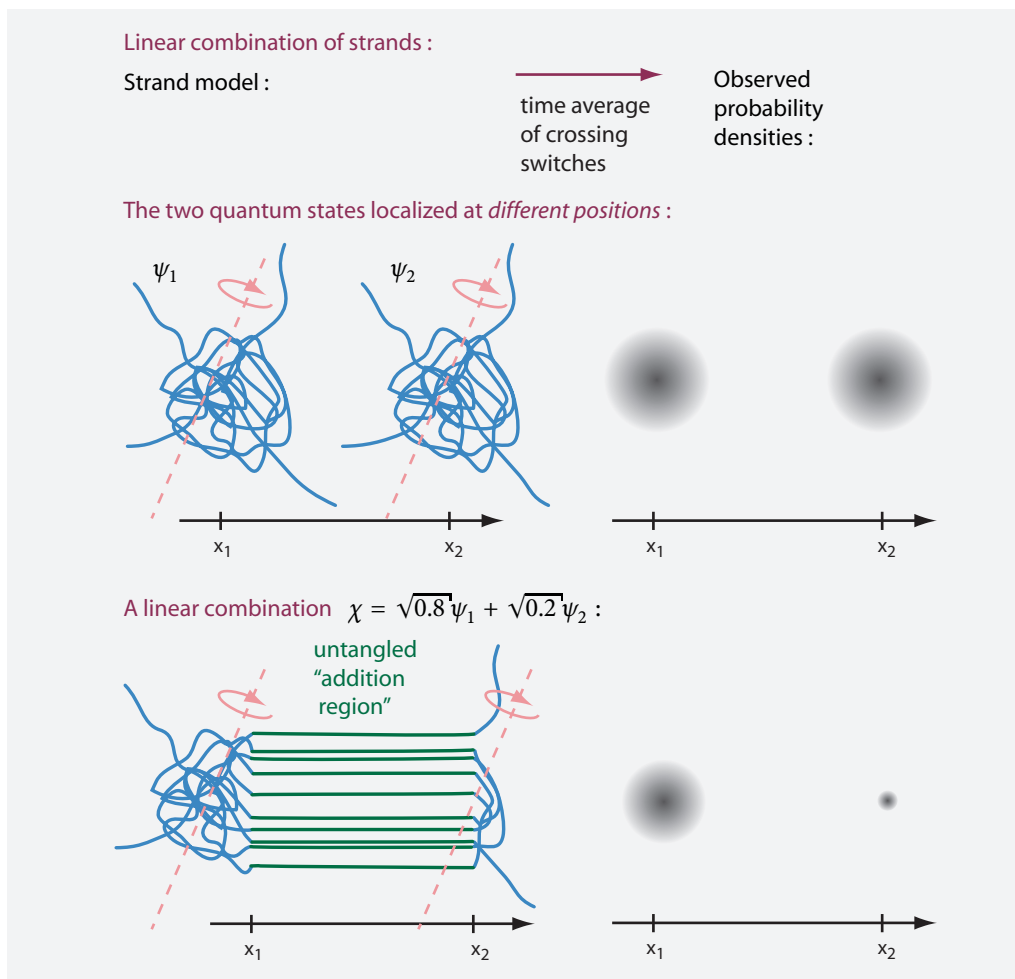 Linear combination of strands :
Strand model :
time average
of crossing
switches
Observed
probability
densities :
The two quantum states localized at different positions :
ψ₁
ψ₂
x₁
x₂
x₁
x₂
A linear combination χ = √0.8 ψ₁ + √0.2 ψ₂ :
untangled
“addition
region”
x₁
x₂
x₁
x₂